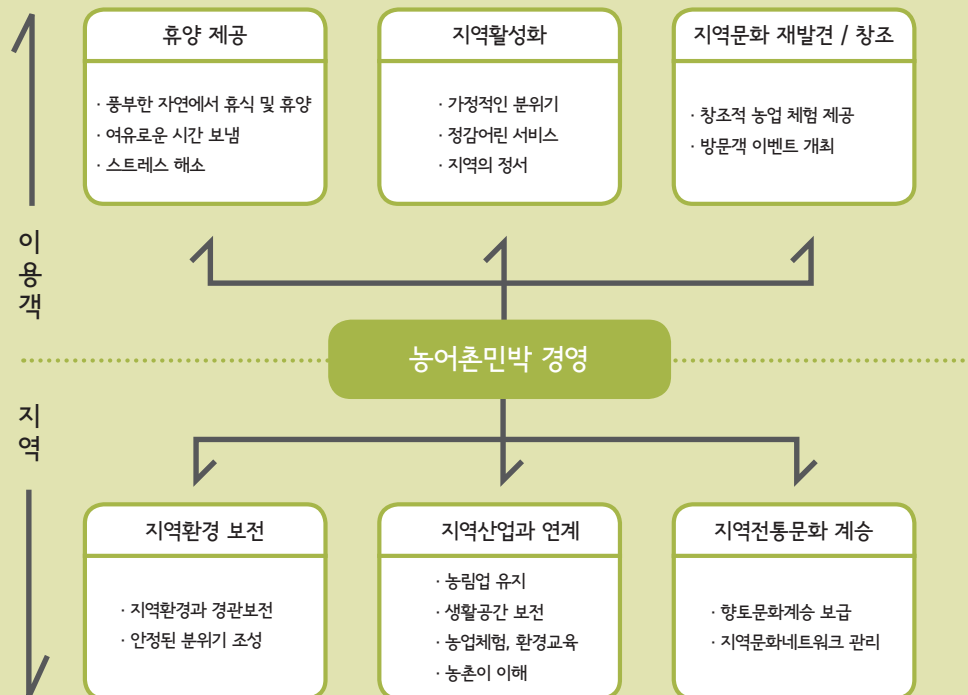 휴양 제공
· 풍부한 자연에서 휴식 및 휴양
· 여유로운 시간 보냄
· 스트레스 해소
지역활성화
· 가정적인 분위기
· 정감어린 서비스
· 지역의 정서
지역문화 재발견 / 창조
· 창조적 농업 체험 제공
· 방문객 이벤트 개최
이용객
농어촌민박 경영
지역
지역환경 보전
· 지역환경과 경관보전
· 안정된 분위기 조성
지역산업과 연계
· 농림업 유지
· 생활공간 보전
· 농업체험, 환경교육
· 농촌이 이해
지역전통문화 계승
· 향토문화계승 보급
· 지역문화네트워크 관리